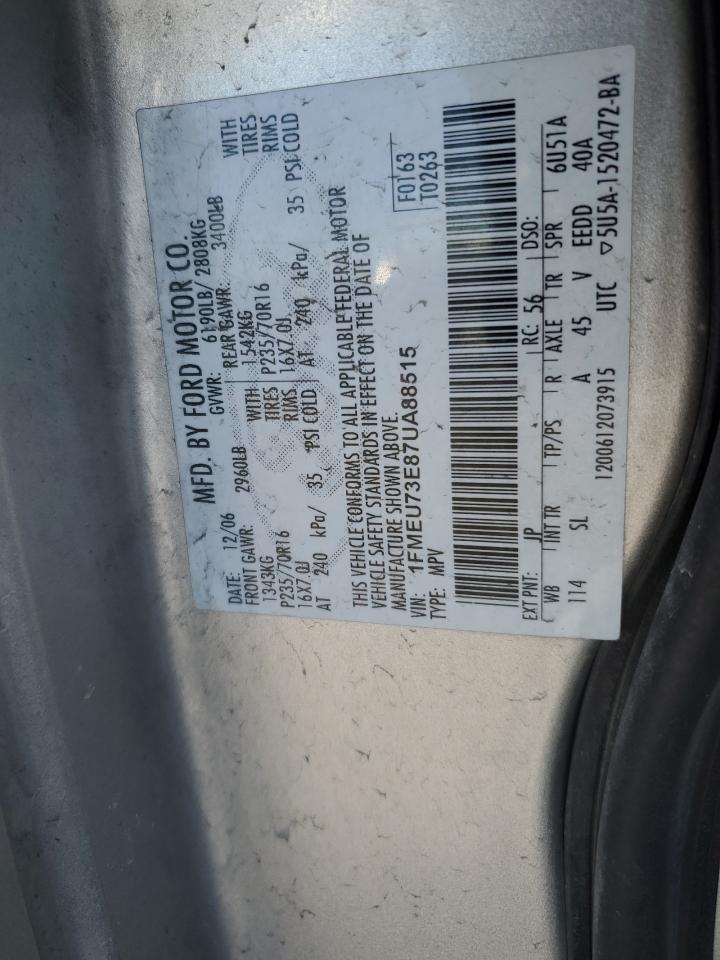 MFD. BY FORD MOTOR CO.
DATE: 12/06 GVWR: 6190LB/ 2808KG
FRONT GAWR: 2960LB REAR GAWR: 3400LB
1343KG WITH 1542KG WITH
P235/70R16 TIRES P235/70R16 TIRES
16X7.0J RIMS 16X7.0J RIMS
AT 240 kPa/ 35 PSI COLD AT 240 kPa/ 35 PSI COLD
THIS VEHICLE CONFORMS TO ALL APPLICABLE FEDERAL MOTOR
VEHICLE SAFETY STANDARDS IN EFFECT ON THE DATE OF
MANUFACTURE SHOWN ABOVE.
VIN: 1FMEU73E87UA88515
TYPE: MPV
F0163
T0263
EXT PNT: JP RC: 56 DSO:
WB INT TR TP/PS R AXLE TR SPR 6U51A
114 SL A 45 V EEDD 40A
1200612073915 UTC ▽5U5A-1520472-BA